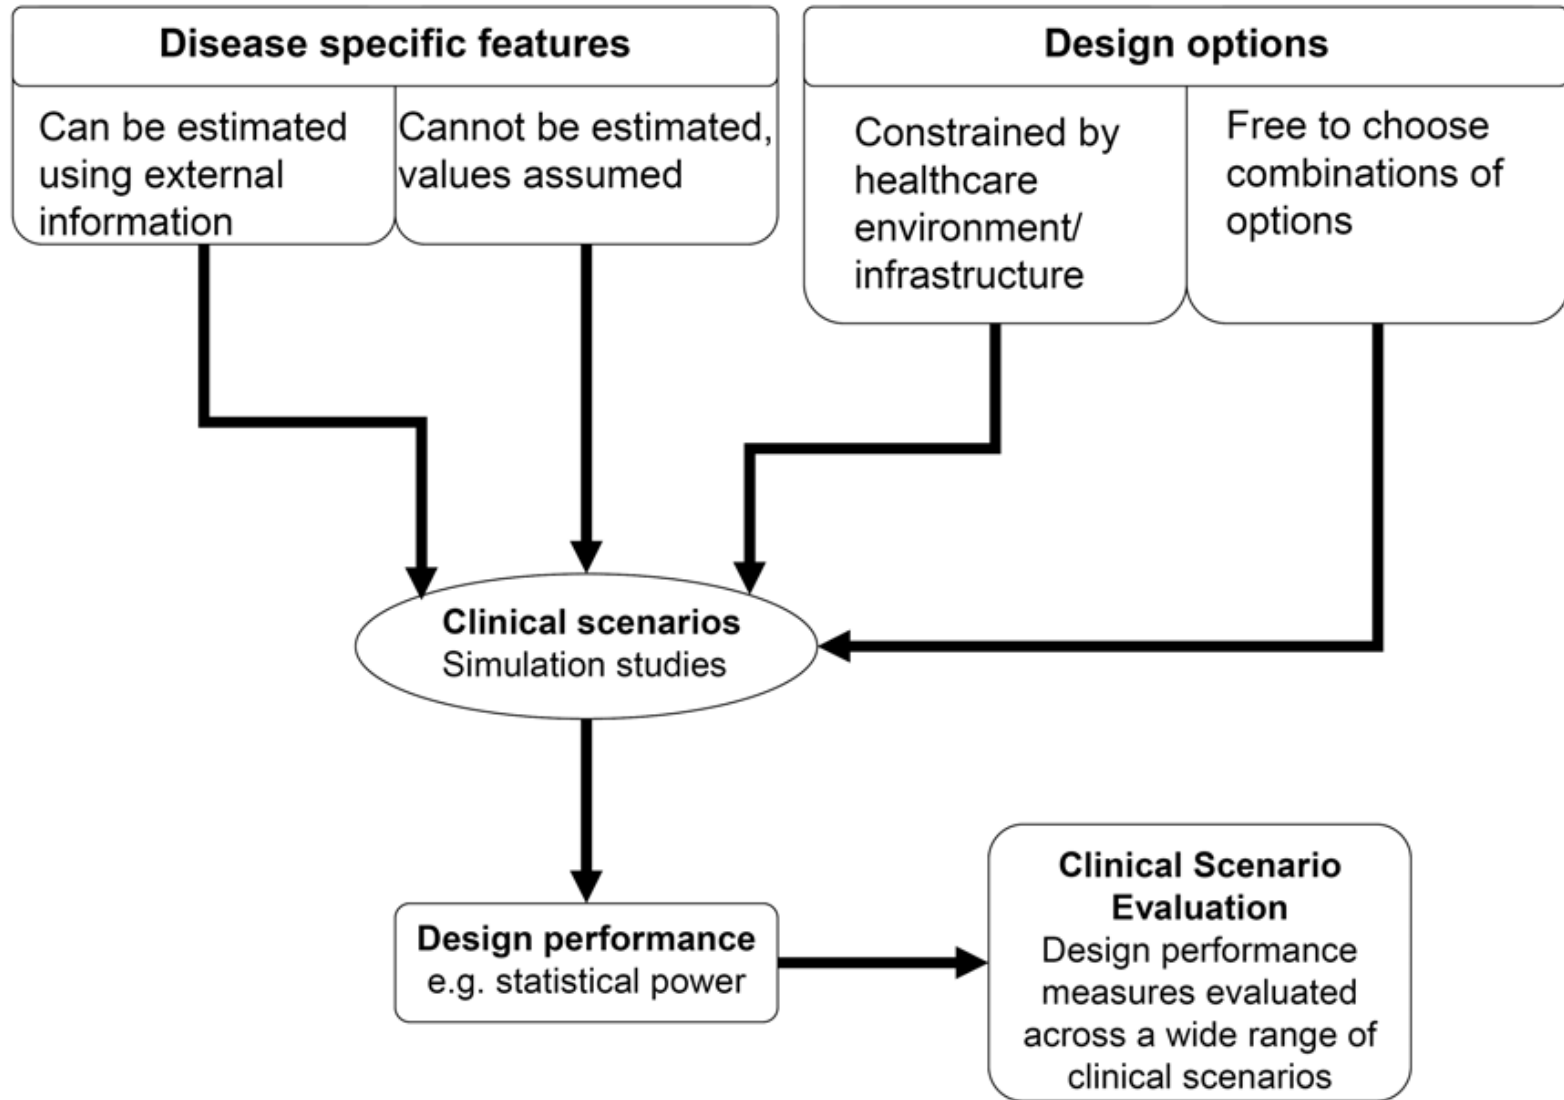 Disease specific features
Can be estimated
using external
information
Cannot be estimated,
values assumed
Design options
Constrained by
healthcare
environment/
infrastructure
Free to choose
combinations of
options
Clinical scenarios
Simulation studies
Design performance
e.g. statistical power
Clinical Scenario
Evaluation
Design performance
measures evaluated
across a wide range of
clinical scenarios